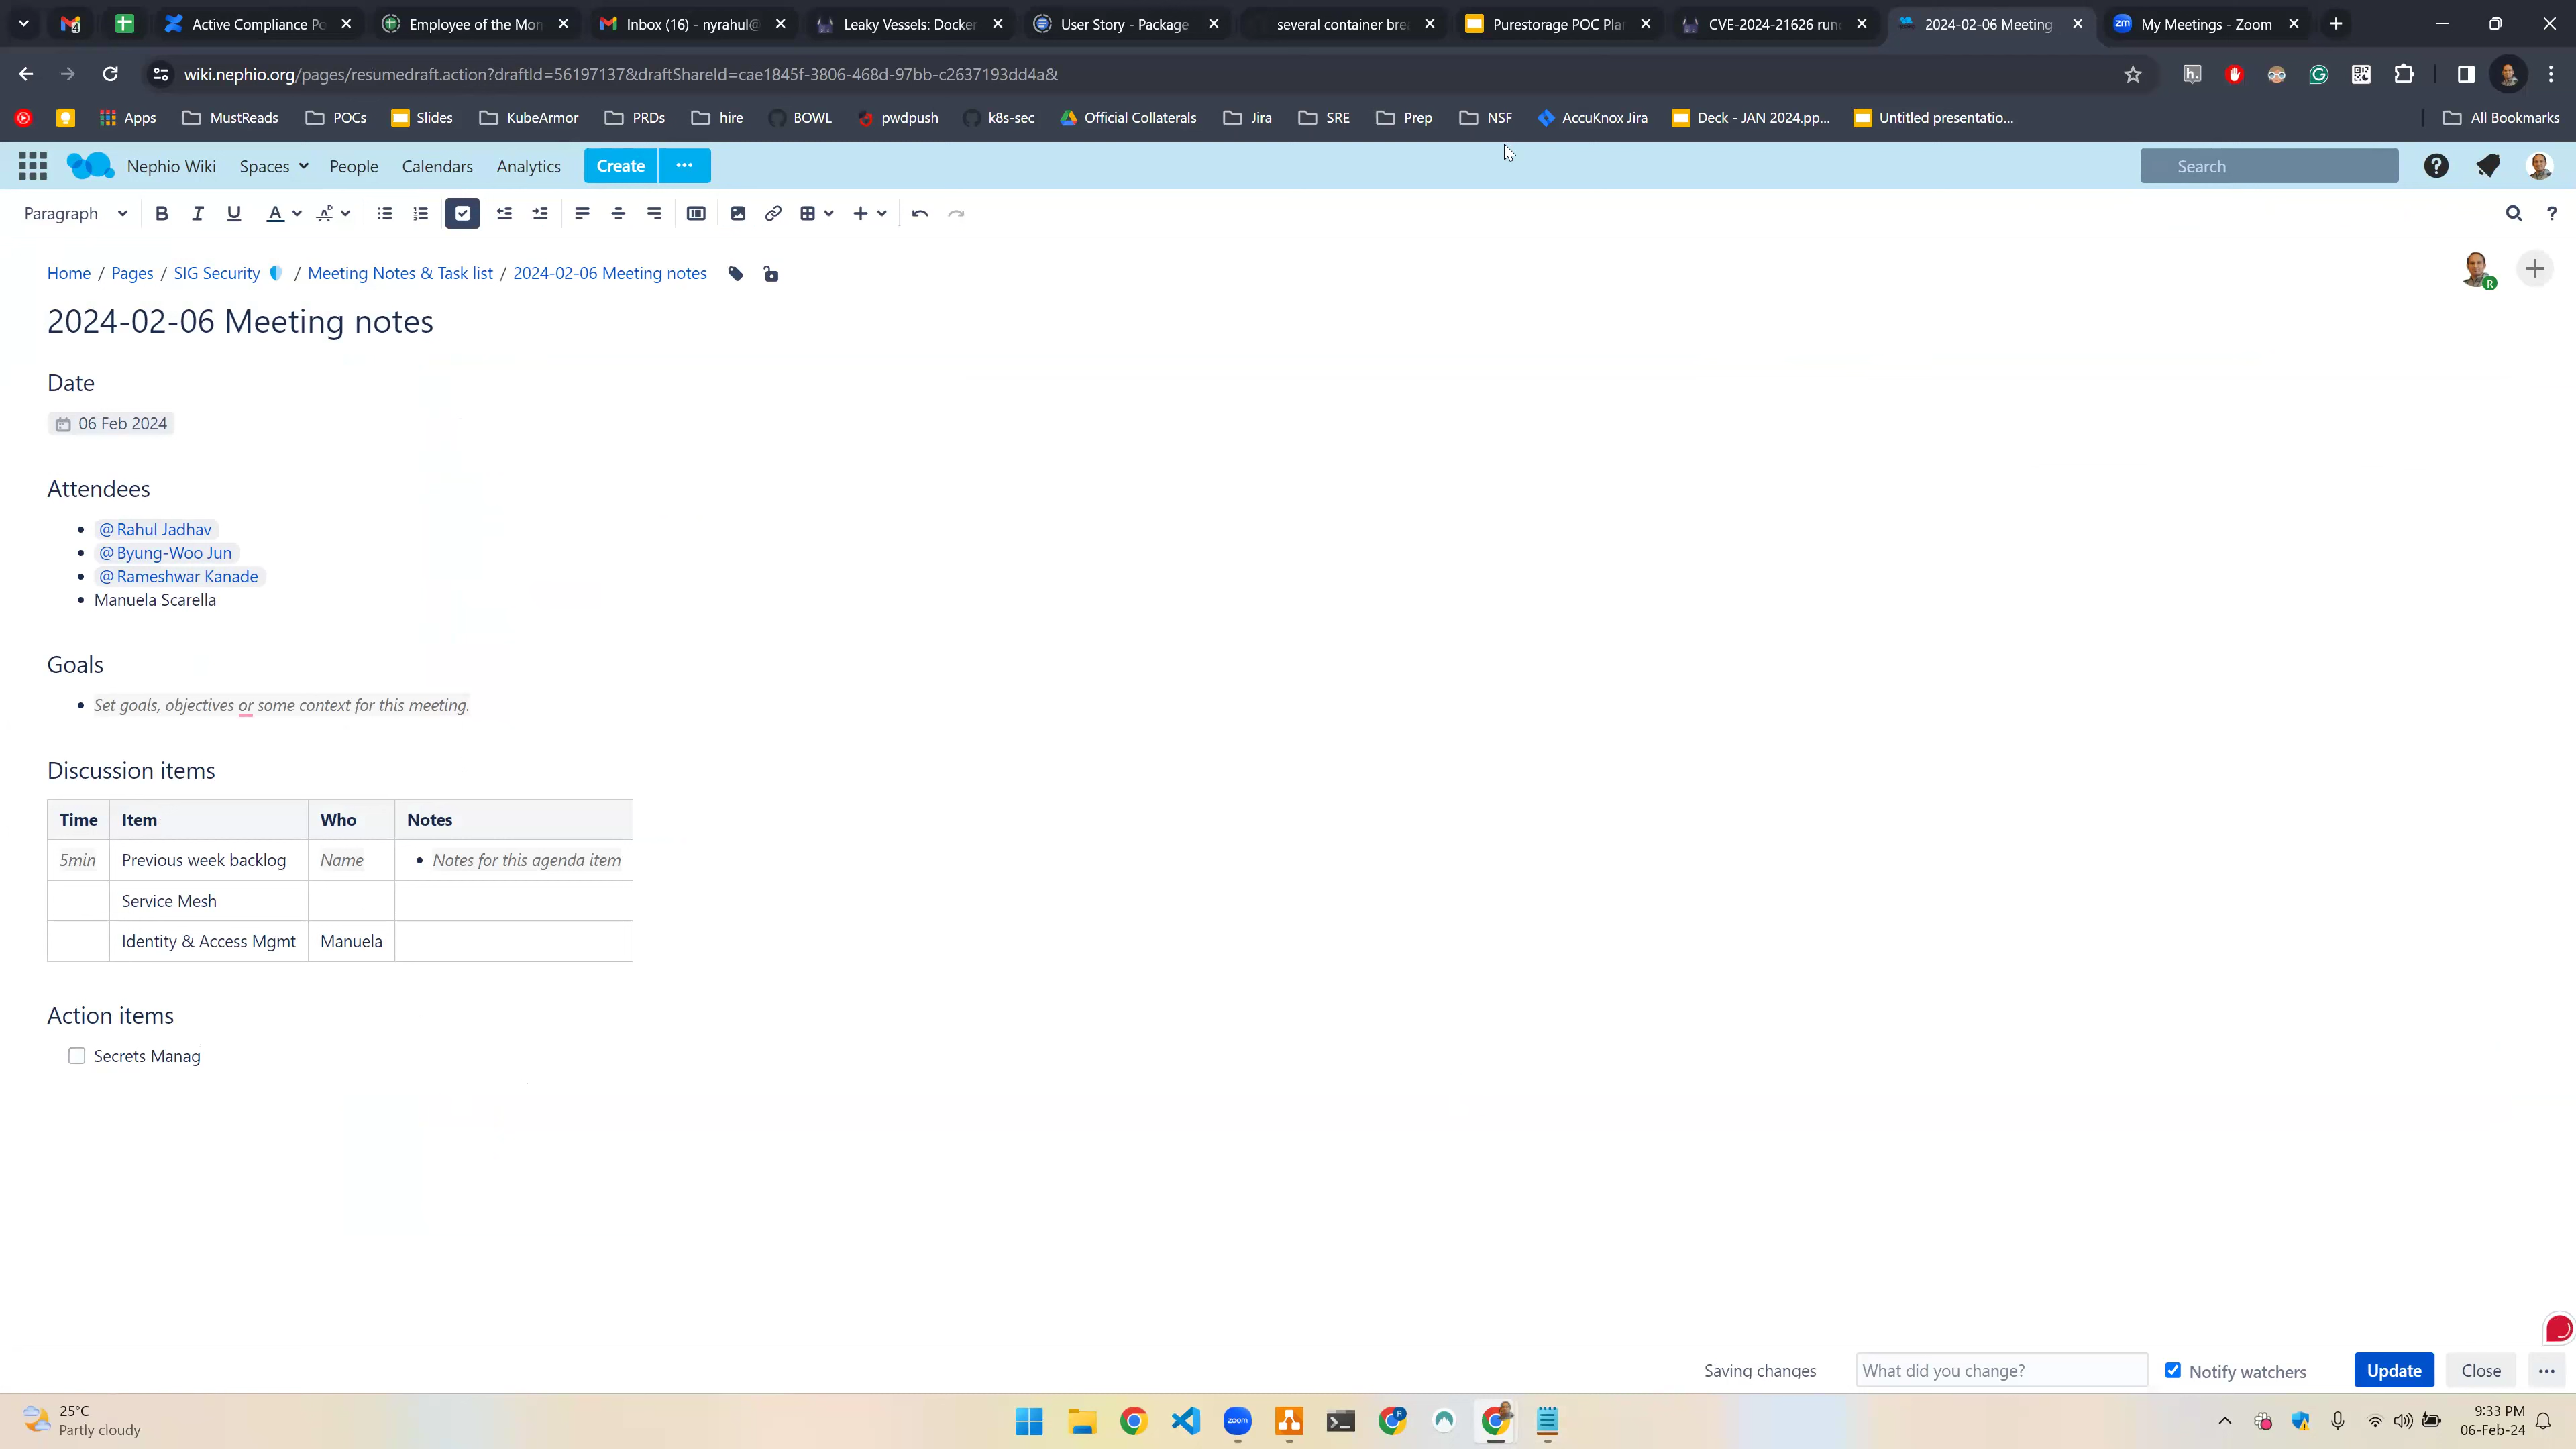 Active Compliance Po
Employee of the Mon
Inbox (16) - nyrahul@
Leaky Vessels: Docker
User Story - Package
several container bre
Purestorage POC Plan
CVE-2024-21626 runc
2024-02-06 Meeting
My Meetings - Zoom
wiki.nephio.org/pages/resumedraft.action?draftId=56197137&draftShareId=cae1845f-3806-468d-97bb-c2637193dd4a&
Apps
MustReads
POCs
Slides
KubeArmor
PRDs
hire
BOWL
pwdpush
k8s-sec
Official Collaterals
Jira
SRE
Prep
NSF
AccuKnox Jira
Deck - JAN 2024.pp...
Untitled presentatio...
All Bookmarks
Nephio Wiki
Spaces
People
Calendars
Analytics
Create
Search
Paragraph
Home / Pages / SIG Security / Meeting Notes & Task list / 2024-02-06 Meeting notes
2024-02-06 Meeting notes
Date
06 Feb 2024
Attendees
@Rahul Jadhav
@Byung-Woo Jun
@Rameshwar Kanade
Manuela Scarella
Goals
Set goals, objectives or some context for this meeting.
Discussion items
Time Item Who Notes
5min Previous week backlog Name Notes for this agenda item
Service Mesh
Identity & Access Mgmt Manuela
Action items
Secrets Manag
Saving changes
What did you change?
Notify watchers
Update
Close
25°C
Partly cloudy
zoom
9:33 PM
06-Feb-24